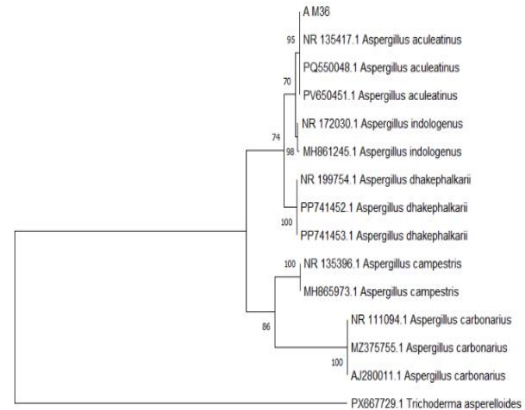 A M36
95
NR 135417.1 Aspergillus aculeatinus
PQ550048.1 Aspergillus aculeatinus
70
PV650451.1 Aspergillus aculeatinus
NR 172030.1 Aspergillus indologenus
74
98
MH861245.1 Aspergillus indologenus
NR 199754.1 Aspergillus dhakephalkarii
PP741452.1 Aspergillus dhakephalkarii
100
PP741453.1 Aspergillus dhakephalkarii
100
NR 135396.1 Aspergillus campestris
MH865973.1 Aspergillus campestris
86
NR 111094.1 Aspergillus carbonarius
MZ375755.1 Aspergillus carbonarius
100
AJ280011.1 Aspergillus carbonarius
PX667729.1 Trichoderma asperelloides